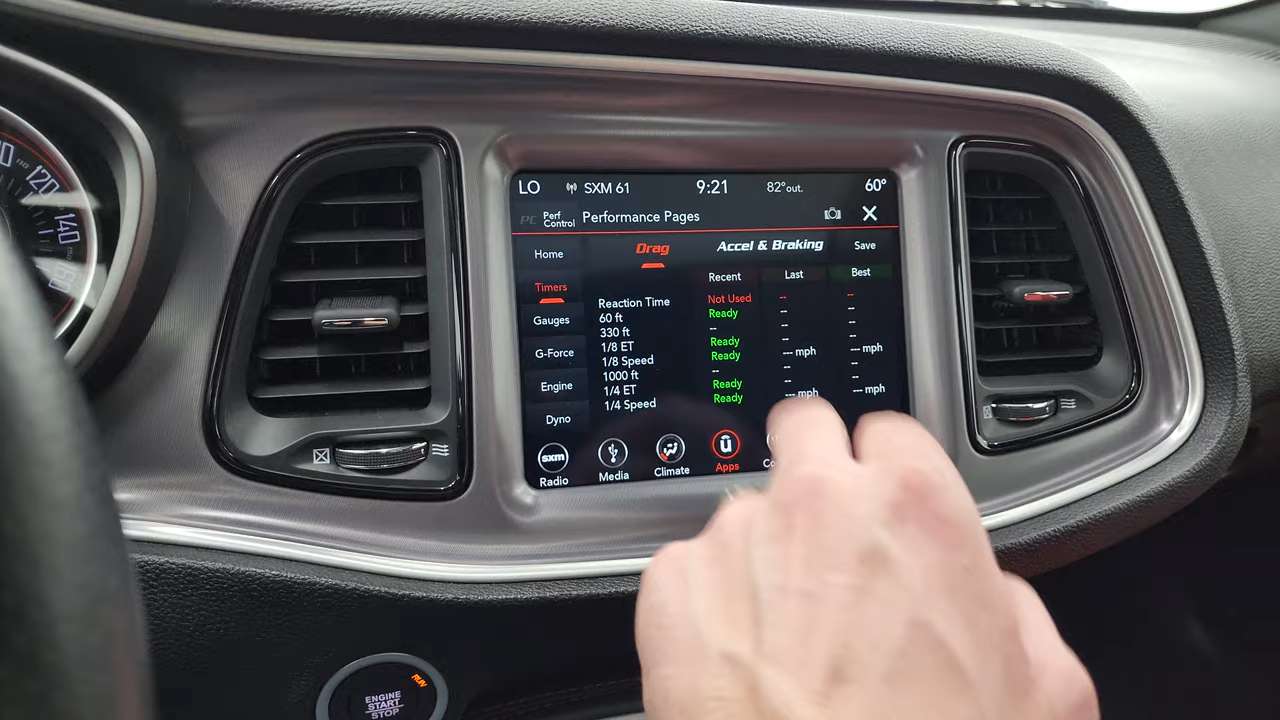 LO SXM 61 9:21 82°out. 60°
PC Perf Control Performance Pages X
Home Drag Accel & Braking Save
Recent Last Best
Timers
Reaction Time Not Used -- --
60 ft Ready -- --
Gauges
330 ft -- -- --
1/8 ET Ready -- --
G-Force
1/8 Speed Ready --- mph --- mph
1000 ft -- -- --
Engine
1/4 ET Ready -- --
1/4 Speed Ready --- mph --- mph
Dyno
sxm
Radio Media Climate Apps
120
140
160
RUN
ENGINE
START
STOP